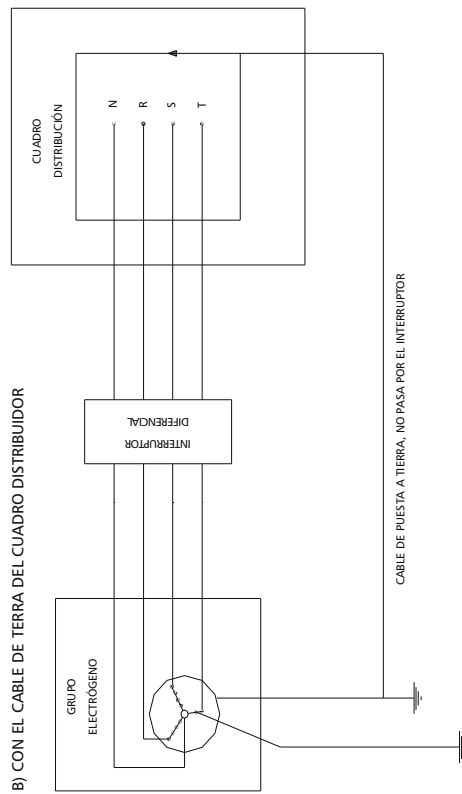 B) CON EL CABLE DE TERRA DEL CUADRO DISTRIBUIDOR
GRUPO
ELECTRÓGENO
INTERRUPTOR
DIFERENCIAL
CUADRO
DISTRIBUCIÓN
N
R
S
T
CABLE DE PUESTA A TIERRA, NO PASA POR EL INTERRUPTOR